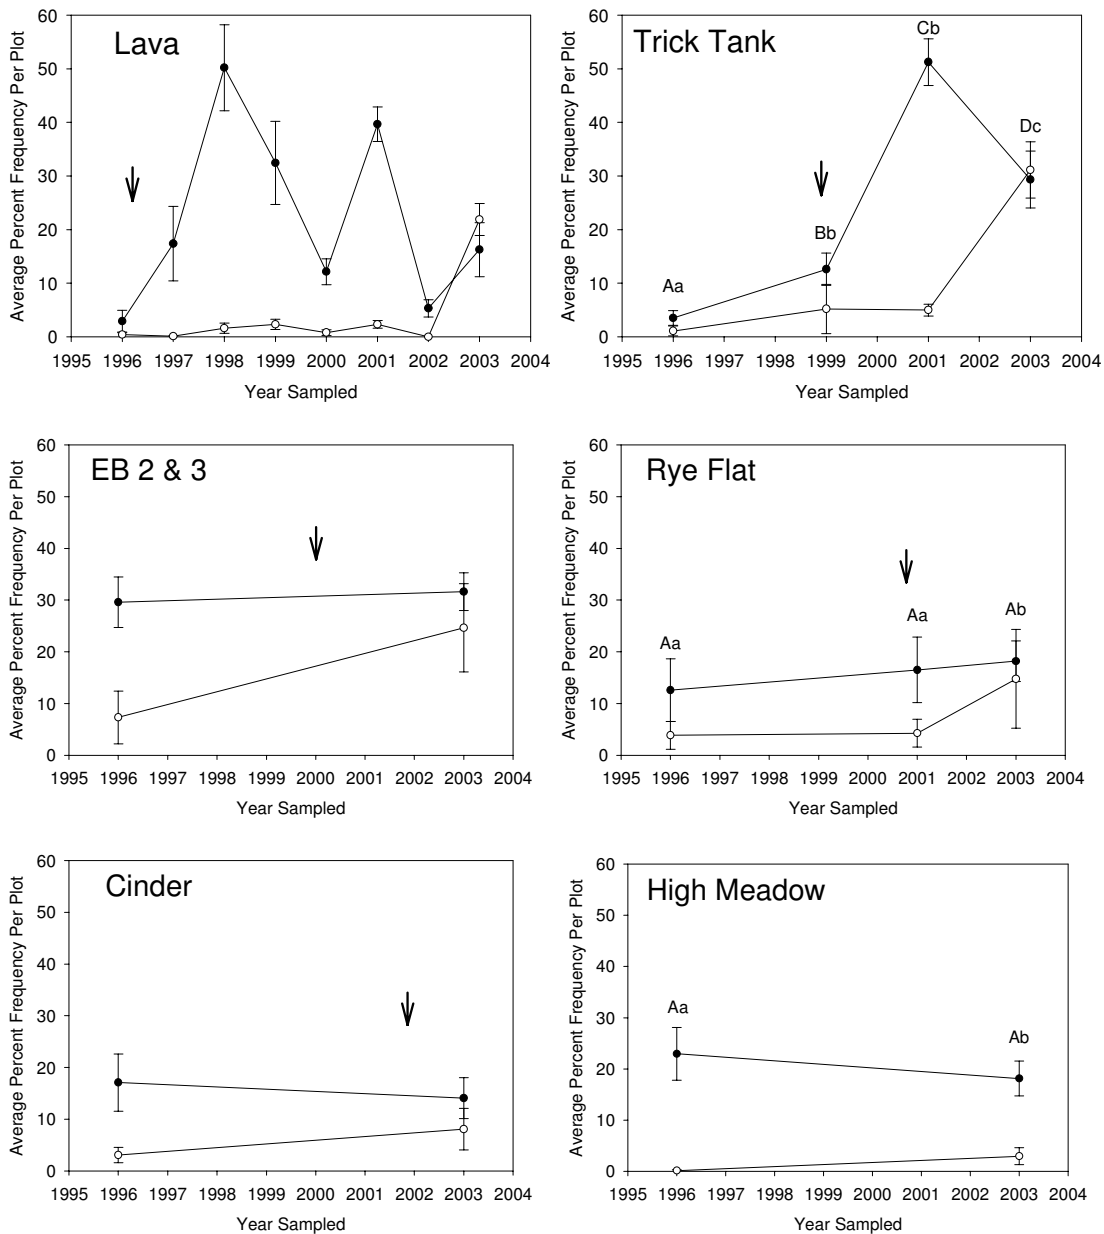 Lava
Average Percent Frequency Per Plot
60
50
40
30
20
10
0
1995 1996 1997 1998 1999 2000 2001 2002 2003 2004
Year Sampled
Trick Tank
Average Percent Frequency Per Plot
60
50
40
30
20
10
0
Aa
Bb
Cb
Dc
1995 1996 1997 1998 1999 2000 2001 2002 2003 2004
Year Sampled
EB 2 & 3
Average Percent Frequency Per Plot
60
50
40
30
20
10
0
1995 1996 1997 1998 1999 2000 2001 2002 2003 2004
Year Sampled
Rye Flat
Average Percent Frequency Per Plot
60
50
40
30
20
10
0
Aa
Aa
Ab
1995 1996 1997 1998 1999 2000 2001 2002 2003 2004
Year Sampled
Cinder
Average Percent Frequency Per Plot
60
50
40
30
20
10
0
1995 1996 1997 1998 1999 2000 2001 2002 2003 2004
Year Sampled
High Meadow
Average Percent Frequency Per Plot
60
50
40
30
20
10
0
Aa
Ab
1995 1996 1997 1998 1999 2000 2001 2002 2003 2004
Year Sampled